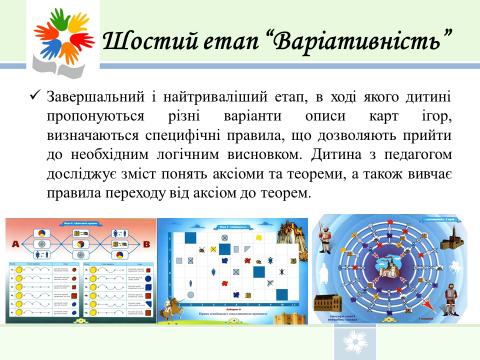 Шостий етап “Варіативність”
✓ Завершальний і найтриваліший етап, в ході якого дитині
пропонуються різні варіанти описи карт ігор,
визначаються специфічні правила, що дозволяють прийти
до необхідним логічним висновком. Дитина з педагогом
досліджує зміст понять аксіоми та теореми, а також вивчає
правила переходу від аксіом до теорем.
А
В